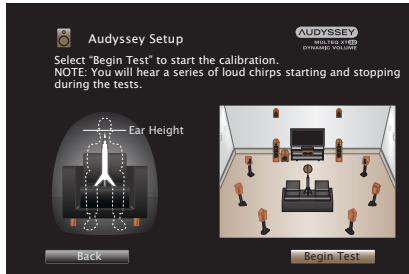 Audyssey Setup
AUDYSSEY
MULTEQ XT32
DYNAMIC VOLUME
Select “Begin Test” to start the calibration.
NOTE: You will hear a series of loud chirps starting and stopping
during the tests.
Ear Height
Back
Begin Test